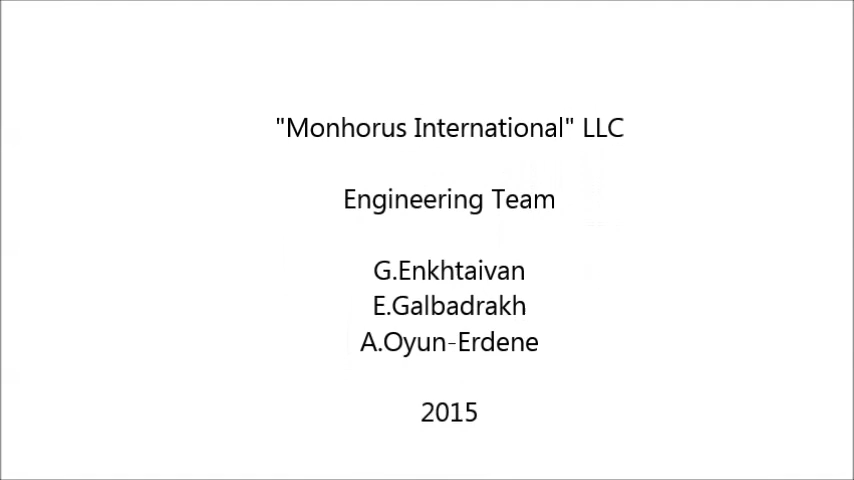 "Monhorus International" LLC
Engineering Team
G.Enkhtaivan
E.Galbadrakh
A.Oyun-Erdene
2015